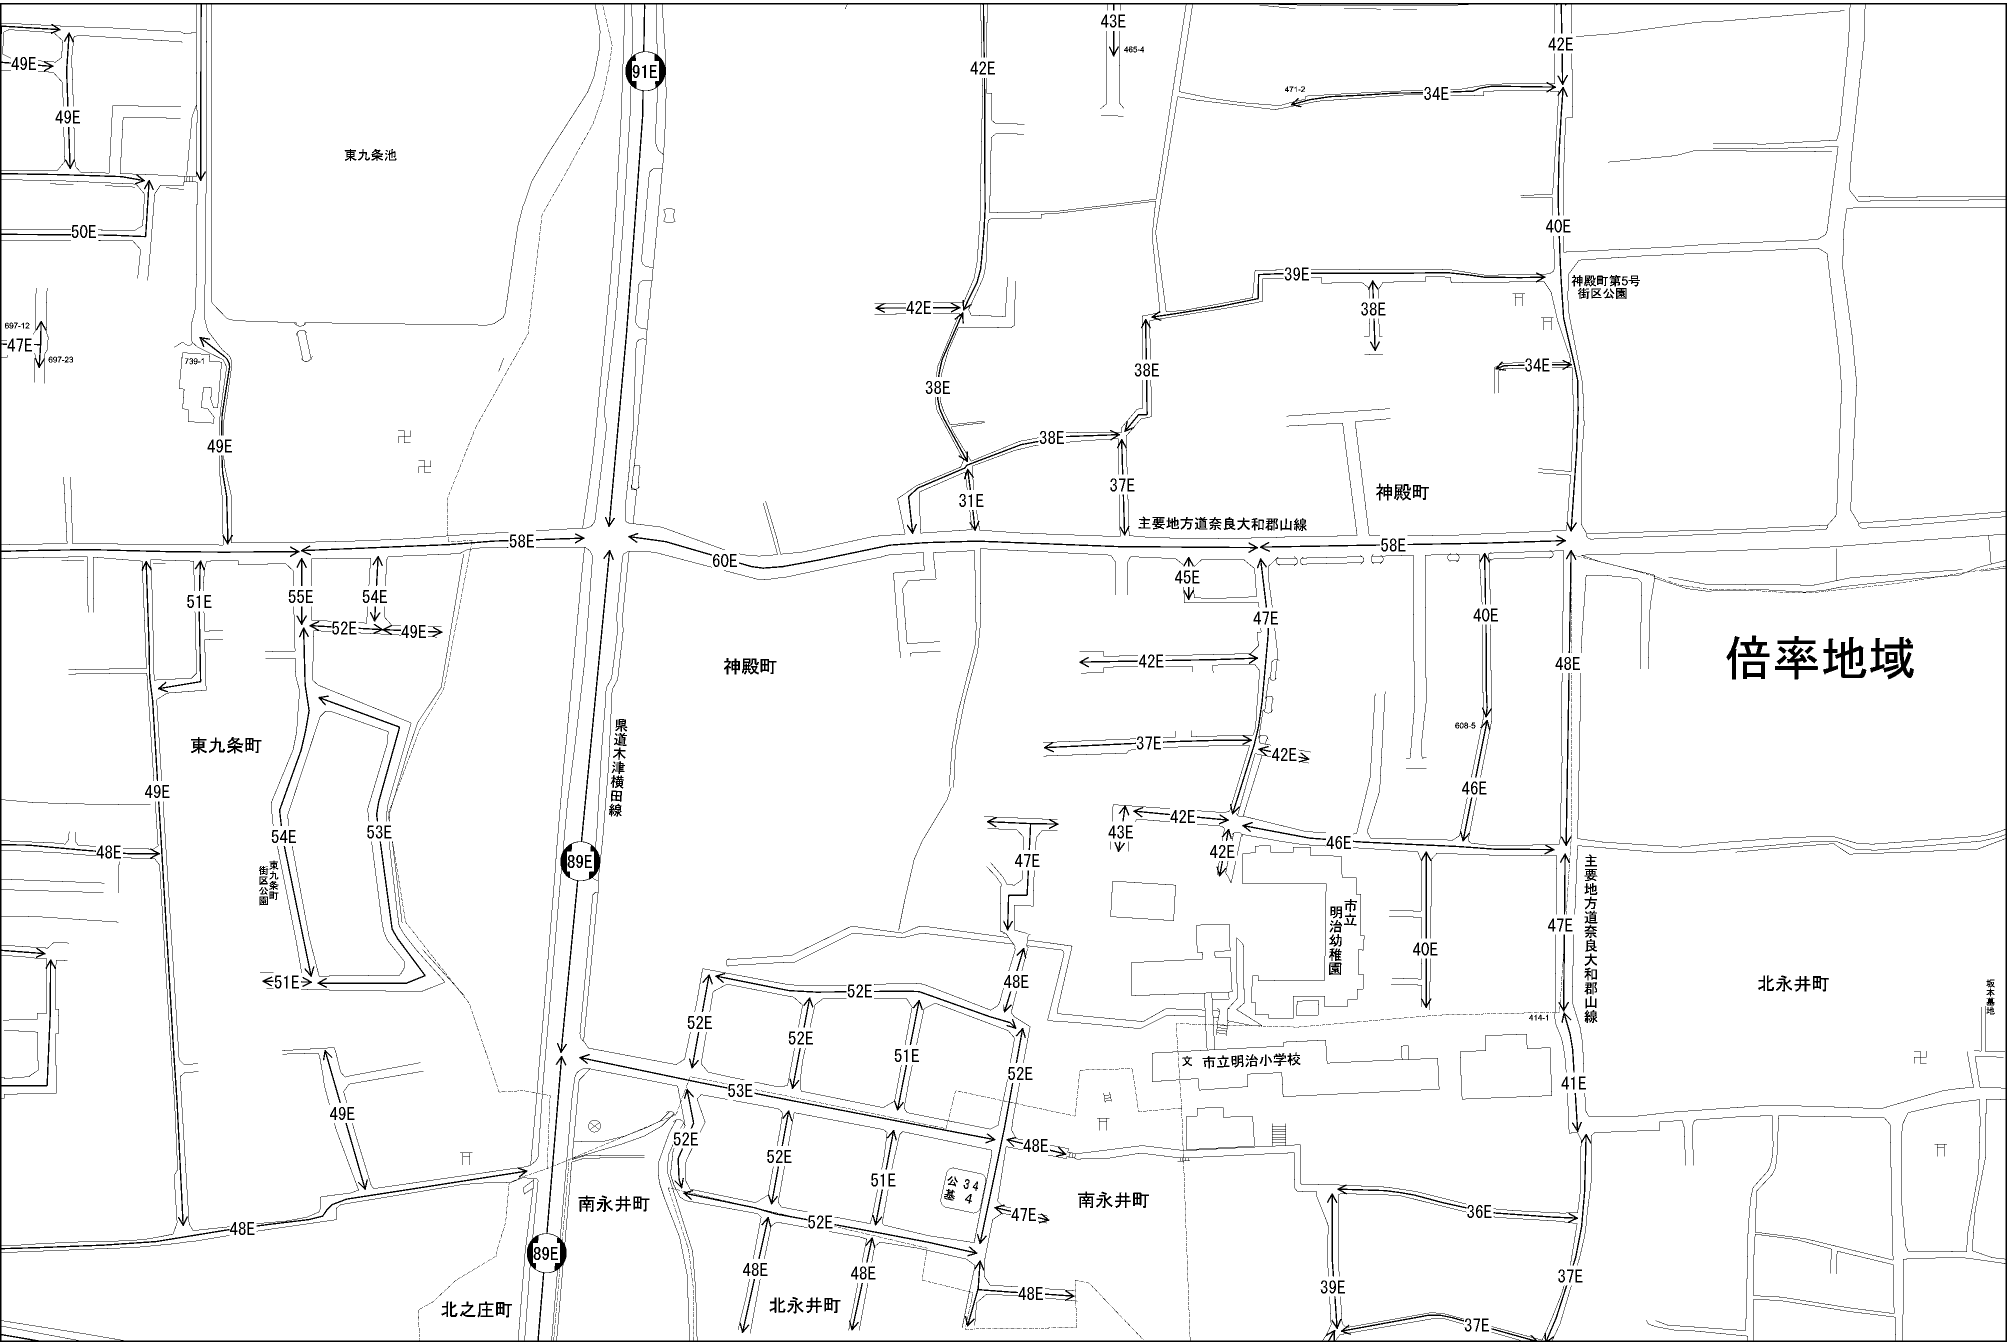 43E
42E
91E
42E
49E
465-4
471-2
34E
49E
東九条池
40E
50E
39E
神殿町第5号
街区公園
42E
38E
697-12
47E
697-23
739-1
34E
38E
38E
38E
49E
37E
神殿町
31E
主要地方道奈良大和郡山線
58E
58E
60E
45E
51E
55E
54E
40E
47E
52E
49E
倍率地域
神殿町
42E
48E
608-5
県道木津横田線
東九条町
37E
42E
49E
46E
42E
54E
53E
43E
46E
48E
42E
89E
47E
東九条町
街区公園
主要地方道奈良大和郡山線
市立
明治幼稚園
47E
40E
51E
48E
北永井町
52E
坂本墓地
414-1
52E
52E
51E
文 市立明治小学校
52E
41E
53E
49E
52E
48E
52E
51E
公 34
基 4
南永井町
南永井町
36E
47E
52E
48E
89E
48E
48E
37E
39E
48E
北永井町
北之庄町
37E